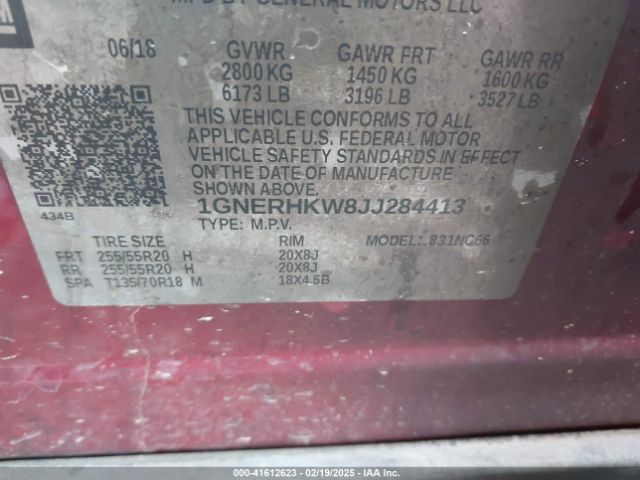 MFD BY GENERAL MOTORS LLC
06/18 GVWR GAWR FRT GAWR RR
2800 KG 1450 KG 1600 KG
6173 LB 3196 LB 3527 LB
THIS VEHICLE CONFORMS TO ALL
APPLICABLE U.S. FEDERAL MOTOR
VEHICLE SAFETY STANDARDS IN EFFECT
ON THE DATE OF MANUFACTURE
SHOWN ABOVE.
434B
1GNERHKW8JJ284413
TYPE: M.P.V. MODEL:
TIRE SIZE RIM
FRT 255/55R20 H 20X8J
RR 255/55R20 H 20X8J
SPA T135/70R18 M 18X4.5B
000-41612623 - 02/19/2025 - IAA Inc.